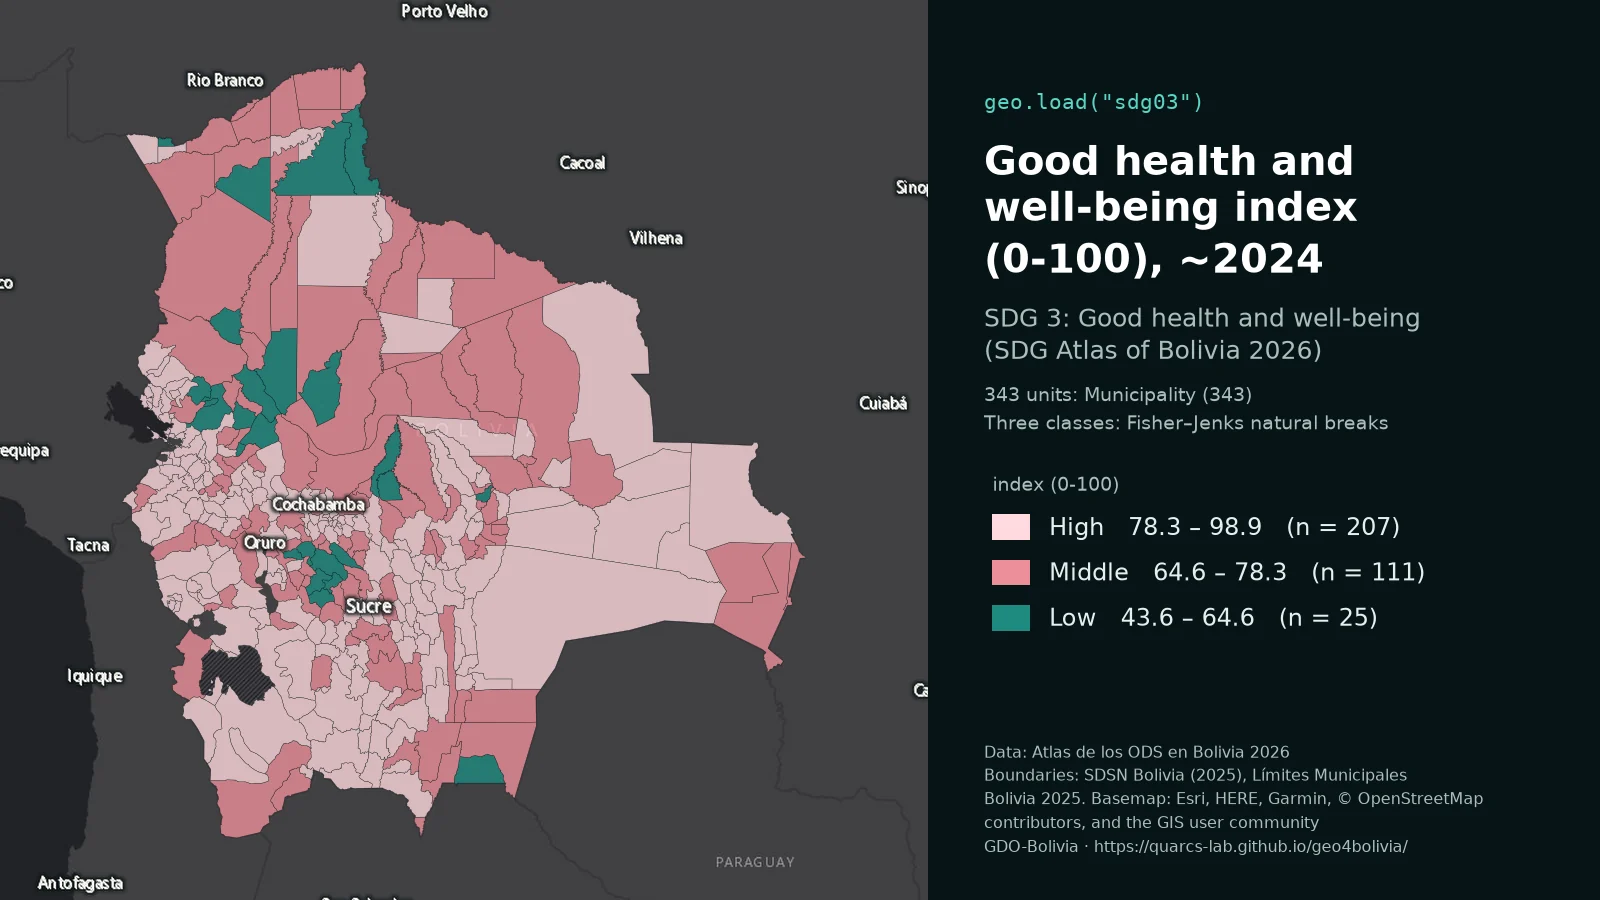 Porto Velho
Rio Branco
Cacoal
Vilhena
Cuiabá
equipa
BOLIVIA
Cochabamba
Oruro
Tacna
Sucre
Iquique
PARAGUAY
Antofagasta
geo.load("sdg03")
Good health and
well-being index
(0-100), ~2024
SDG 3: Good health and well-being
(SDG Atlas of Bolivia 2026)
343 units: Municipality (343)
Three classes: Fisher–Jenks natural breaks
index (0-100)
High 78.3 – 98.9 (n = 207)
Middle 64.6 – 78.3 (n = 111)
Low 43.6 – 64.6 (n = 25)
Data: Atlas de los ODS en Bolivia 2026
Boundaries: SDSN Bolivia (2025), Límites Municipales
Bolivia 2025. Basemap: Esri, HERE, Garmin, © OpenStreetMap
contributors, and the GIS user community
GDO-Bolivia · https://quarcs-lab.github.io/geo4bolivia/